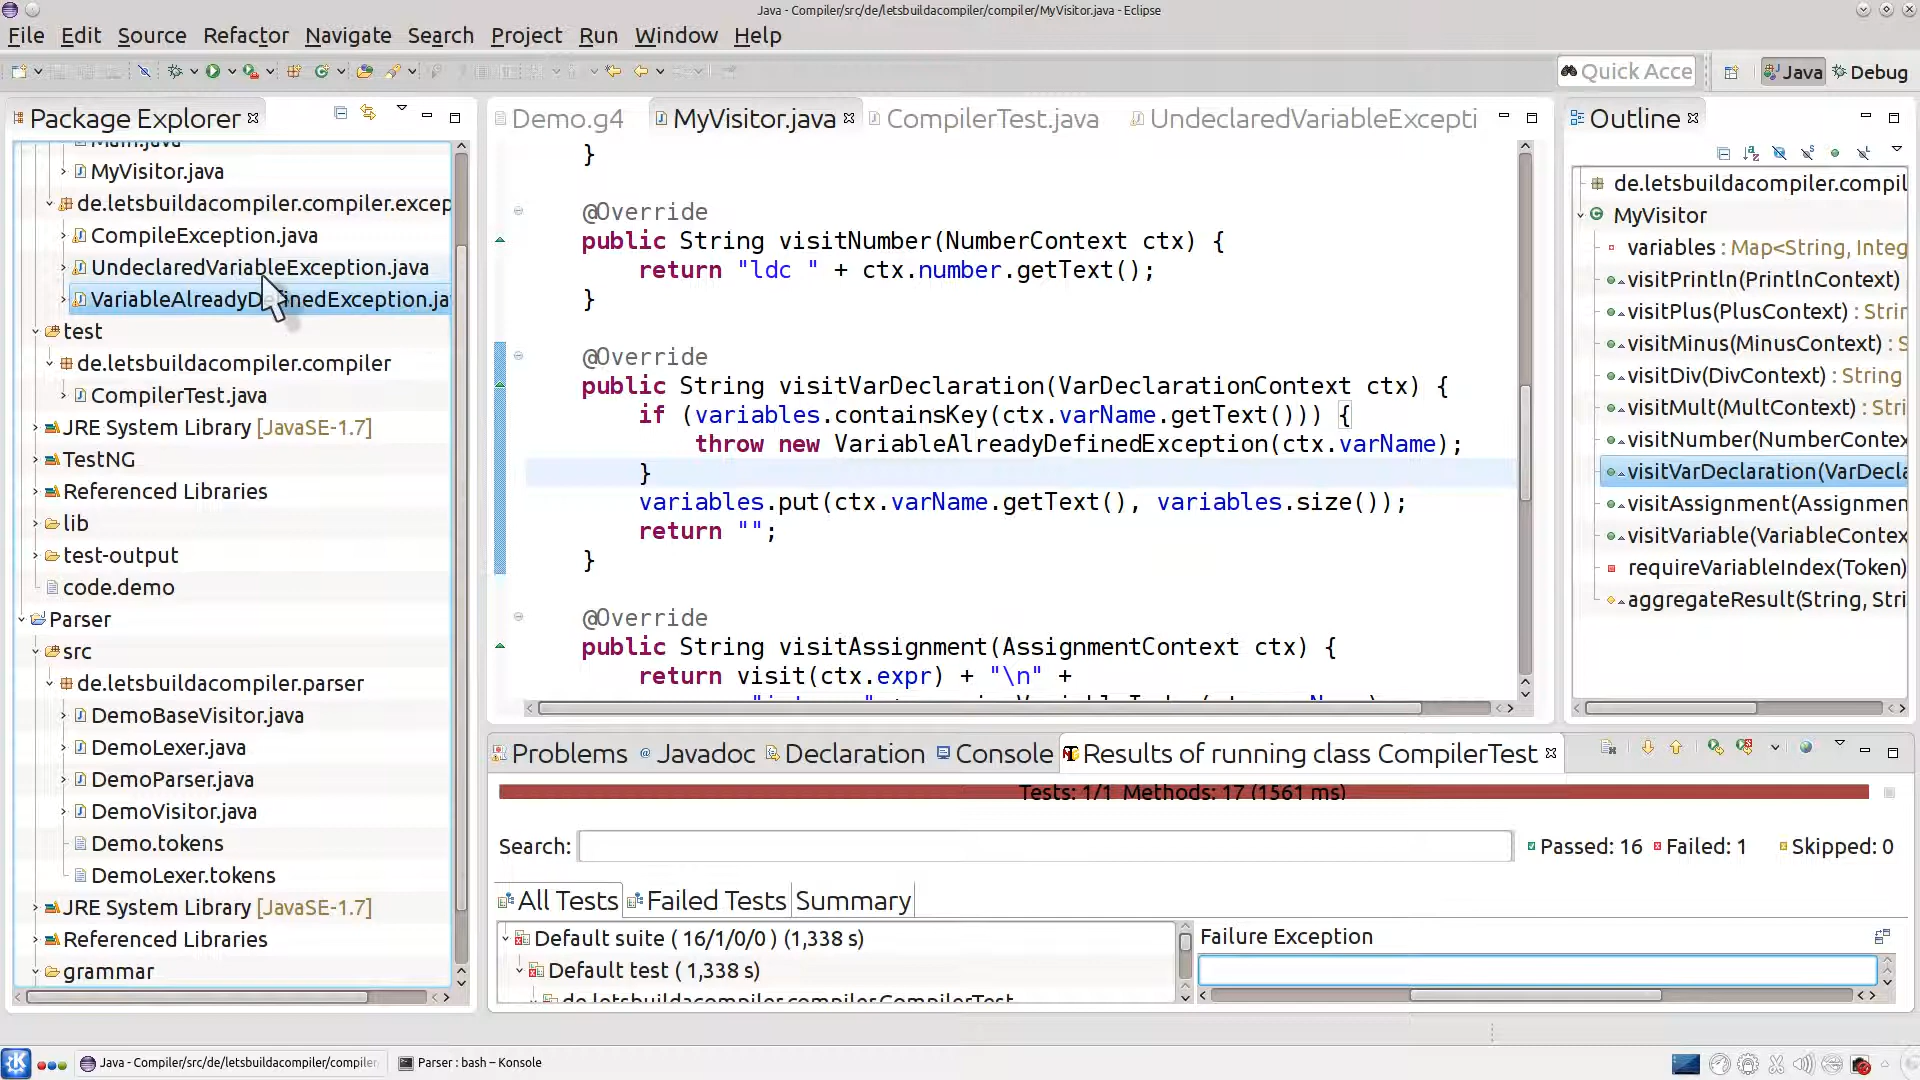 Java - Compiler/src/de/letsbuildacompiler/compiler/MyVisitor.java - Eclipse
File Edit Source Refactor Navigate Search Project Run Window Help
Quick Acce
Java Debug
Package Explorer
Main.java
MyVisitor.java
de.letsbuildacompiler.compiler.excep
CompileException.java
UndeclaredVariableException.java
VariableAlreadyDefinedException.ja
test
de.letsbuildacompiler.compiler
CompilerTest.java
JRE System Library [JavaSE-1.7]
TestNG
Referenced Libraries
lib
test-output
code.demo
Parser
src
de.letsbuildacompiler.parser
DemoBaseVisitor.java
DemoLexer.java
DemoParser.java
DemoVisitor.java
Demo.tokens
DemoLexer.tokens
JRE System Library [JavaSE-1.7]
Referenced Libraries
grammar
Demo.g4 MyVisitor.java CompilerTest.java UndeclaredVariableExcepti
}
@Override
public String visitNumber(NumberContext ctx) {
return "ldc " + ctx.number.getText();
}
@Override
public String visitVarDeclaration(VarDeclarationContext ctx) {
if (variables.containsKey(ctx.varName.getText())) {
throw new VariableAlreadyDefinedException(ctx.varName);
}
variables.put(ctx.varName.getText(), variables.size());
return "";
}
@Override
public String visitAssignment(AssignmentContext ctx) {
return visit(ctx.expr) + "\n" +
Outline
de.letsbuildacompiler.compil
MyVisitor
variables : Map<String, Integ
visitPrintln(PrintlnContext)
visitPlus(PlusContext) : Strin
visitMinus(MinusContext) : S
visitDiv(DivContext) : String
visitMult(MultContext) : Stri
visitNumber(NumberContex
visitVarDeclaration(VarDecla
visitAssignment(Assignmen
visitVariable(VariableContex
requireVariableIndex(Token)
aggregateResult(String, Stri
Problems Javadoc Declaration Console Results of running class CompilerTest
Tests: 1/1 Methods: 17 (1561 ms)
Search: Passed: 16 Failed: 1 Skipped: 0
All Tests Failed Tests Summary
Default suite ( 16/1/0/0 ) (1,338 s)
Default test ( 1,338 s)
de.letsbuildacompiler.compiler.CompilerTest
Failure Exception
Java - Compiler/src/de/letsbuildacompiler/compiler
Parser : bash – Konsole